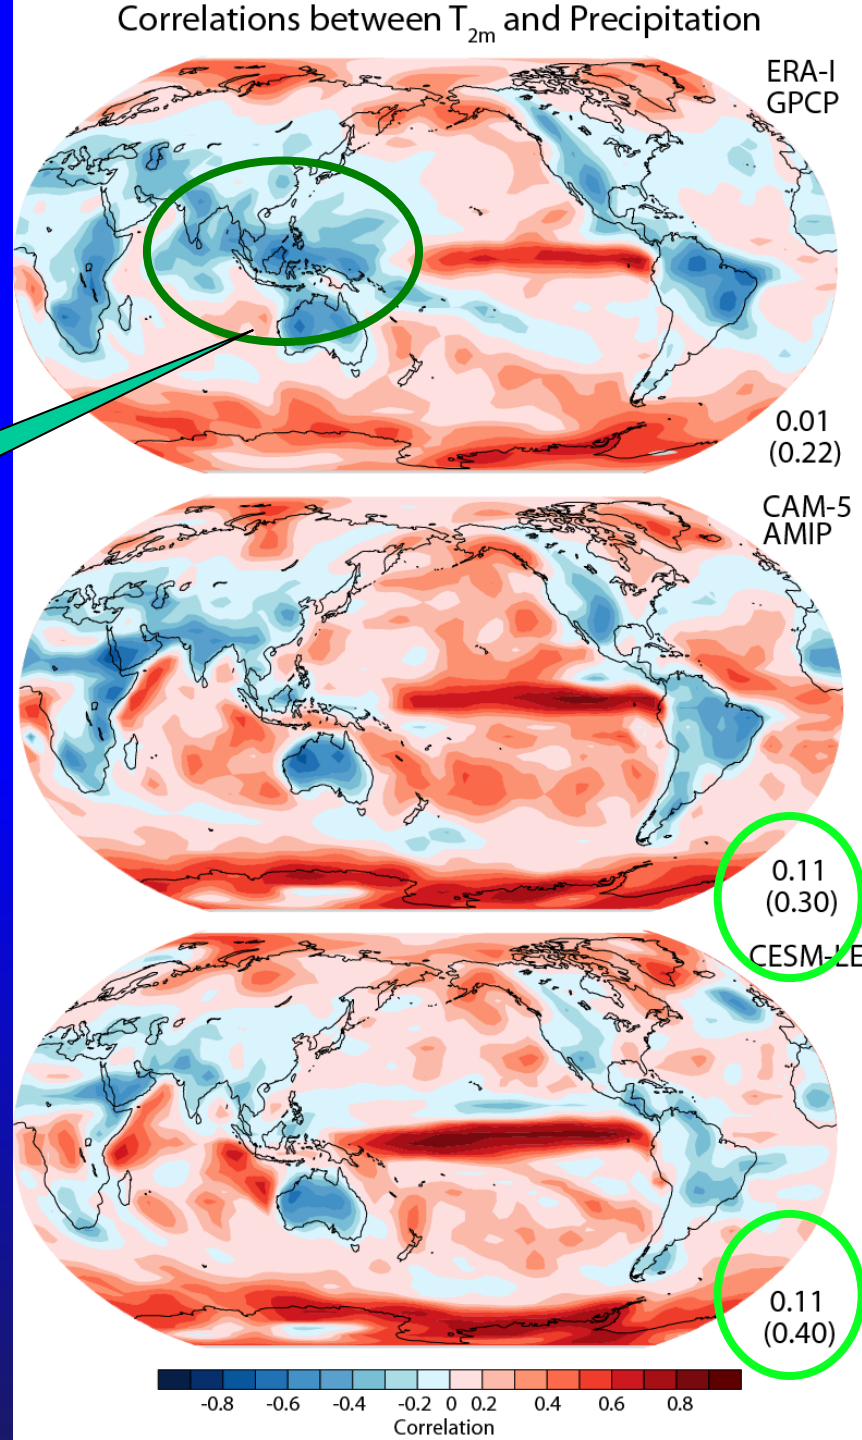 Correlations between T2m and Precipitation
ERA-I
GPCP
0.01
(0.22)
CAM-5
AMIP
0.11
(0.30)
CESM-LE
0.11
(0.40)
-0.8 -0.6 -0.4 -0.2 0 0.2 0.4 0.6 0.8
Correlation